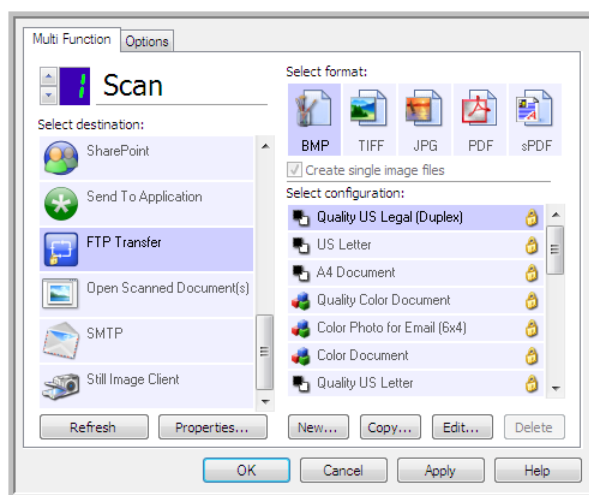 Multi Function
Options
1
Scan
Select destination:
SharePoint
Send To Application
FTP Transfer
Open Scanned Document(s)
SMTP
Still Image Client
Refresh
Properties...
Select format:
BMP
TIFF
JPG
PDF
sPDF
Create single image files
Select configuration:
Quality US Legal (Duplex)
US Letter
A4 Document
Quality Color Document
Color Photo for Email (6x4)
Color Document
Quality US Letter
New...
Copy...
Edit...
Delete
OK
Cancel
Apply
Help